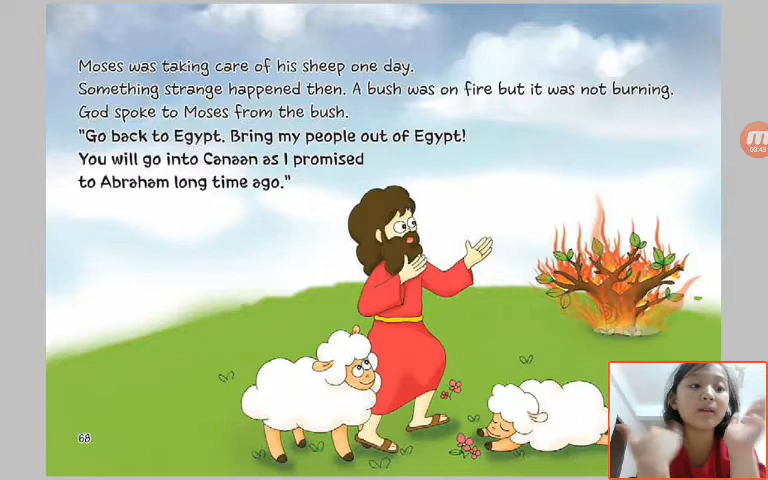 Moses was taking care of his sheep one day.
Something strange happened then. A bush was on fire but it was not burning.
God spoke to Moses from the bush.
"Go back to Egypt. Bring my people out of Egypt!
You will go into Canaan as I promised
to Abraham long time ago."
03:43
68